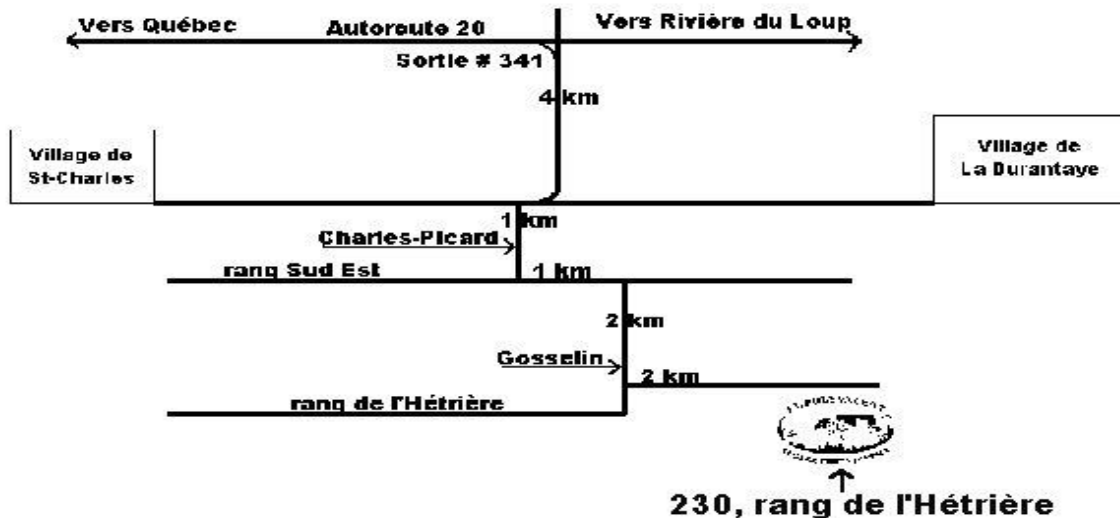 Vers Québec
Autoroute 20
Vers Rivière du Loup
Sortie # 341
4 km
Village de
St-Charles
Village de
La Durantaye
1 km
Charles-Picard
rang Sud Est
1 km
2 km
Gosselin
2 km
rang de l'Hétrière
230, rang de l'Hétrière